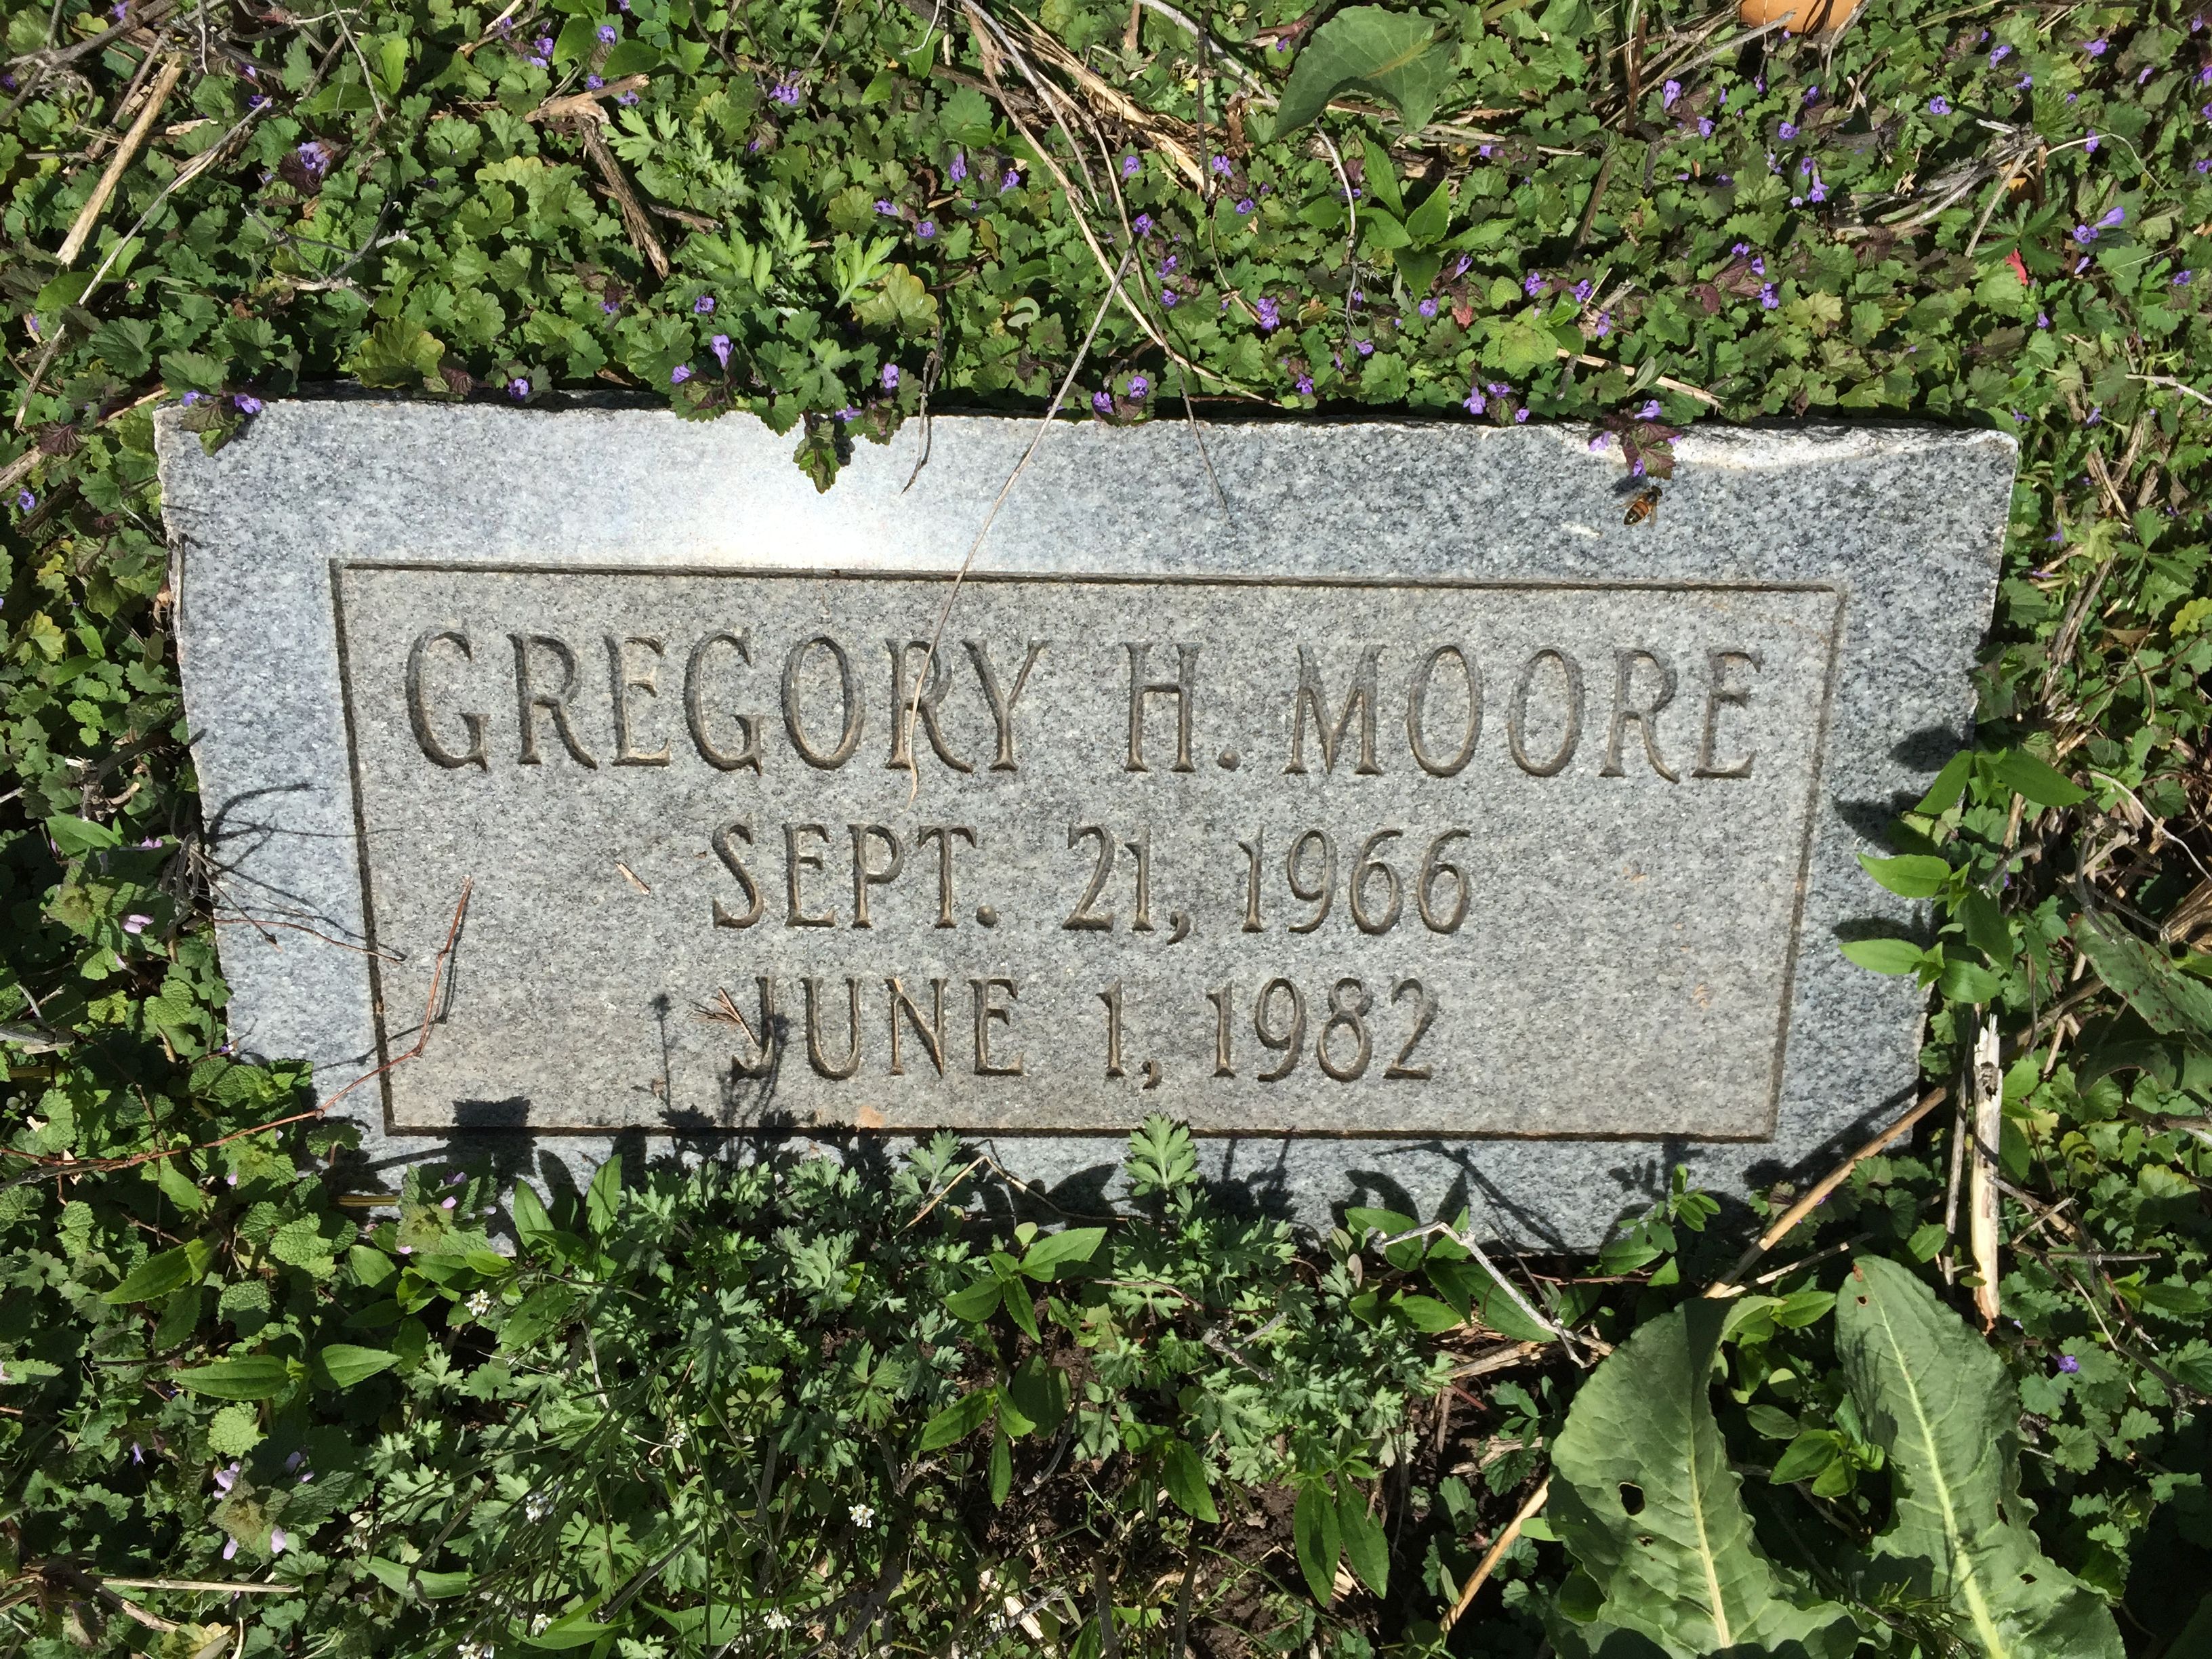 GREGORY H. MOORE
SEPT. 21, 1966
JUNE 1, 1982